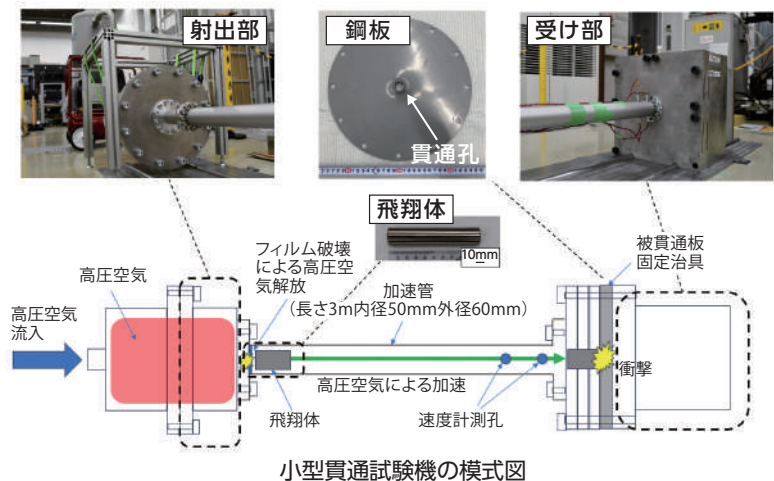 射出部
鋼板
受け部
貫通孔
飛翔体
10mm
高圧空気
高圧空気
流入
フィルム破壊
による高圧空
気解放
加速管
(長さ3m内径50mm外径60mm)
被貫通板
固定治具
高圧空気による加速
衝撃
飛翔体
速度計測孔
小型貫通試験機の模式図